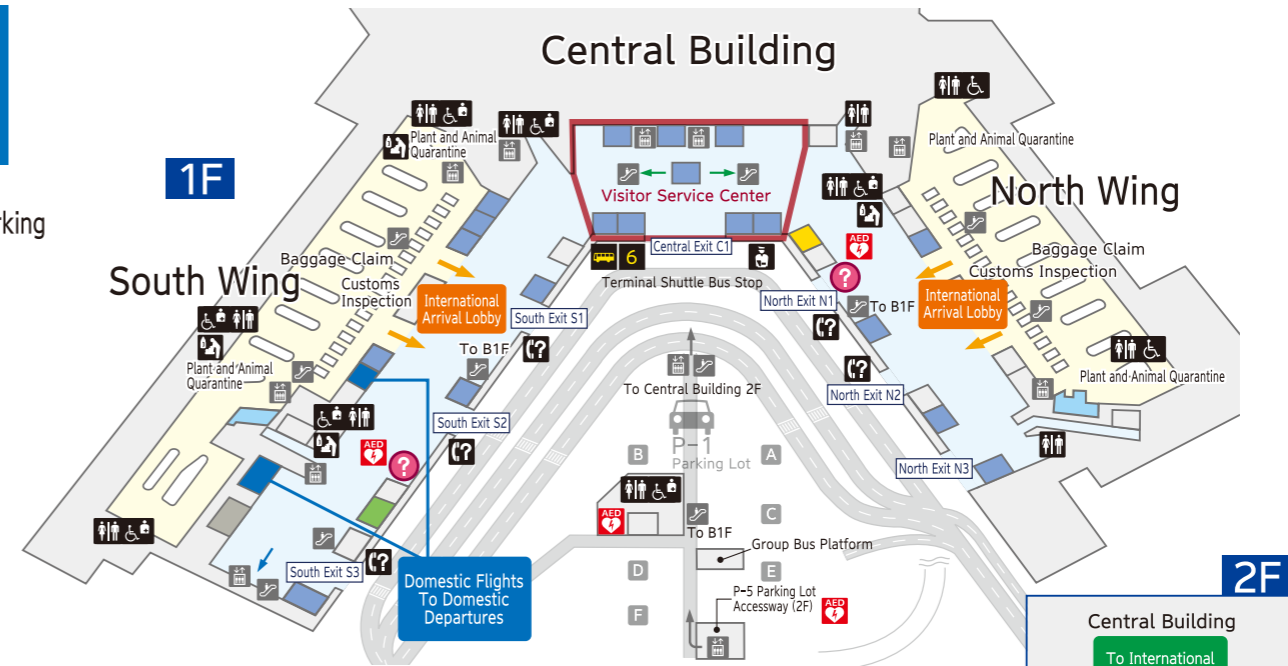 Central Building
1F
rking
South Wing
North Wing
Plant and Animal
Quarantine
Plant and Animal Quarantine
Visitor Service Center
Central Exit C1
6
Terminal Shuttle Bus Stop
Baggage Claim
Customs
Inspection
International
Arrival Lobby
South Exit S1
To B1F
South Exit S2
Plant and Animal
Quarantine
AED
?
?
?
South Exit S3
?
Domestic Flights
To Domestic
Departures
AED
?
North Exit N1
To B1F
?
North Exit N2
?
North Exit N3
Baggage Claim
Customs Inspection
International
Arrival Lobby
Plant and Animal Quarantine
To Central Building 2F
P-1
Parking Lot
B
A
C
D
E
F
AED
To B1F
Group Bus Platform
P-5 Parking Lot
Accessway (2F)
AED
2F
Central Building
To International